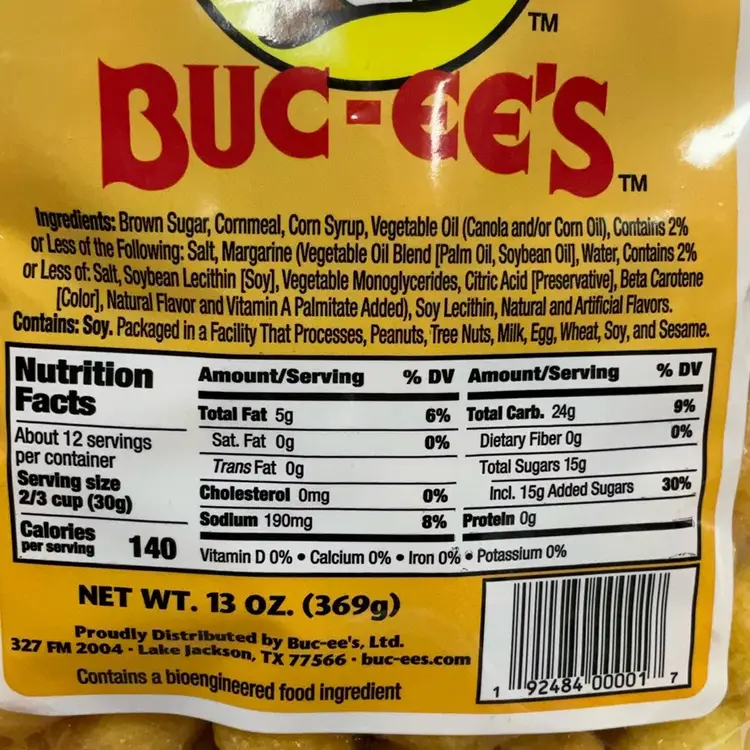 TM
BUC-EE'S
TM
Ingredients: Brown Sugar, Cornmeal, Corn Syrup, Vegetable Oil (Canola and/or Corn Oil), Contains 2%
or Less of the Following: Salt, Margarine (Vegetable Oil Blend [Palm Oil, Soybean Oil], Water, Contains 2%
or Less of: Salt, Soybean Lecithin [Soy], Vegetable Monoglycerides, Citric Acid [Preservative], Beta Carotene
[Color], Natural Flavor and Vitamin A Palmitate Added), Soy Lecithin, Natural and Artificial Flavors.
Contains: Soy. Packaged in a Facility That Processes, Peanuts, Tree Nuts, Milk, Egg, Wheat, Soy, and Sesame.
Nutrition
Facts
About 12 servings
per container
Serving size
2/3 cup (30g)
Calories
per serving 140
Amount/Serving % DV
Total Fat 5g 6%
Sat. Fat 0g 0%
Trans Fat 0g
Cholesterol 0mg 0%
Sodium 190mg 8%
Amount/Serving % DV
Total Carb. 24g 9%
Dietary Fiber 0g 0%
Total Sugars 15g
Incl. 15g Added Sugars 30%
Protein 0g
Vitamin D 0% • Calcium 0% • Iron 0% • Potassium 0%
NET WT. 13 OZ. (369g)
Proudly Distributed by Buc-ee's, Ltd.
327 FM 2004 · Lake Jackson, TX 77566 · buc-ees.com
Contains a bioengineered food ingredient
1 92484 00001 7